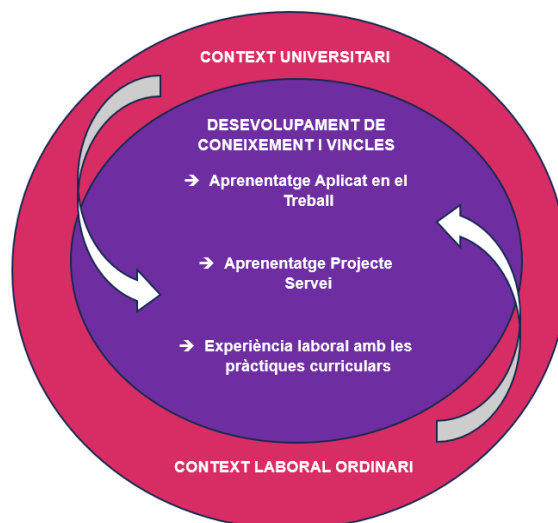 CONTEXT UNIVERSITARI
DESEVOLUPAMENT DE
CONEIXEMENT I VINCLES
➔ Aprenentatge Aplicat en el
Treball
➔ Aprenentatge Projecte
Servei
➔ Experiència laboral amb les
pràctiques curriculars
CONTEXT LABORAL ORDINARI